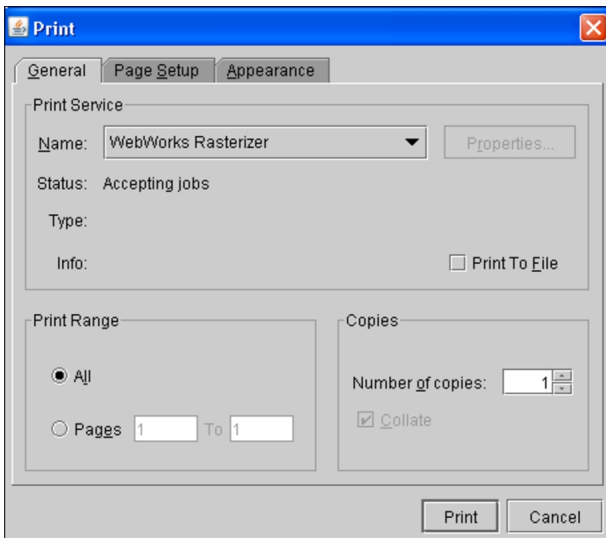 Print
General Page Setup Appearance
Print Service
Name: WebWorks Rasterizer Properties...
Status: Accepting jobs
Type:
Info: Print To File
Print Range
All
Pages 1 To 1
Copies
Number of copies: 1
Collate
Print Cancel